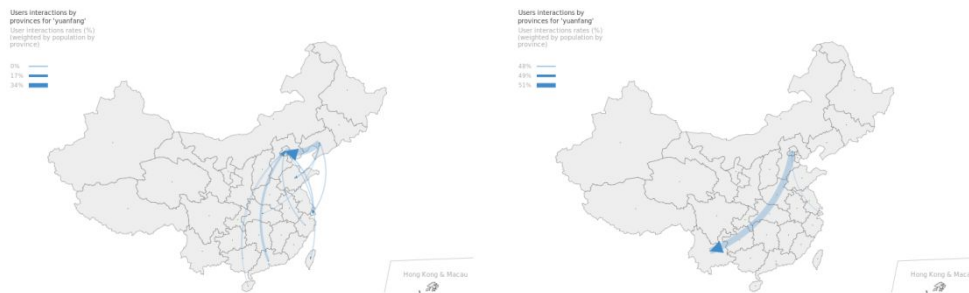 Users interactions by
provinces for 'yuanfang'
User interactions rates (%)
(weighted by population by
province)
0%
17%
34%
Hong Kong & Macau
Users interactions by
provinces for 'yuanfang'
User interactions rates (%)
(weighted by population by
province)
48%
49%
51%
Hong Kong & Macau